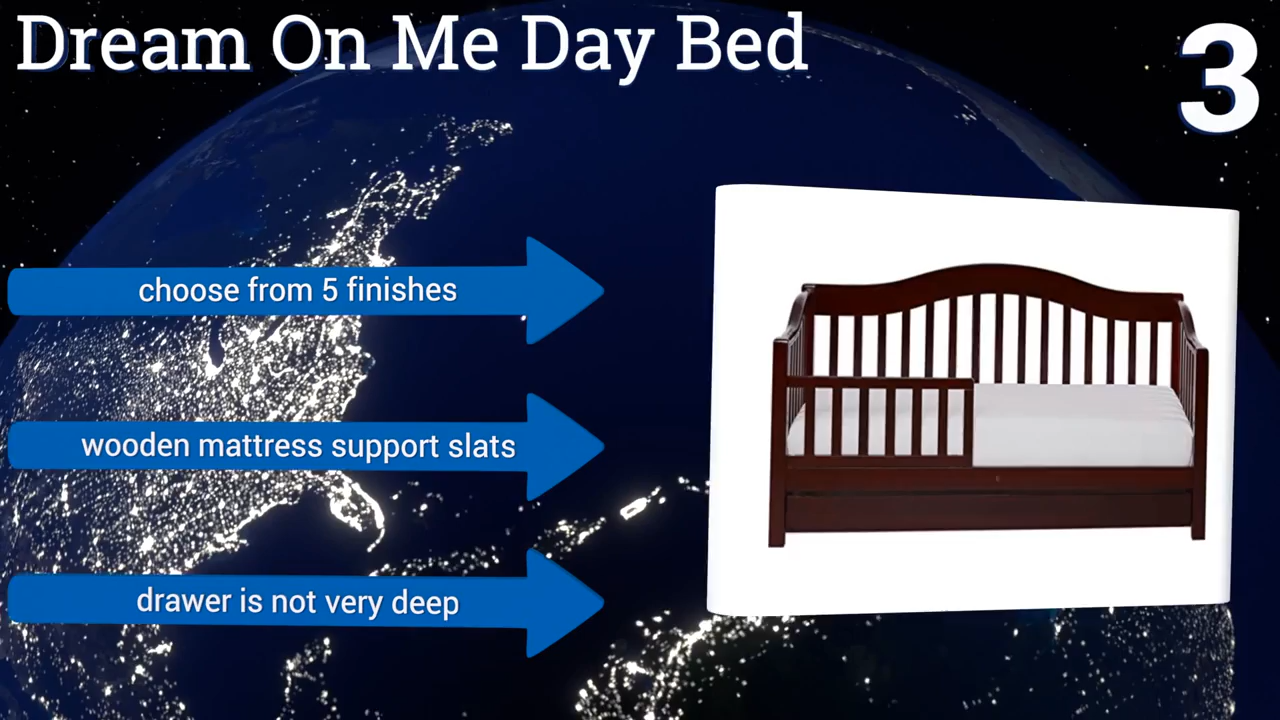 Dream On Me Day Bed
3
choose from 5 finishes
wooden mattress support slats
drawer is not very deep